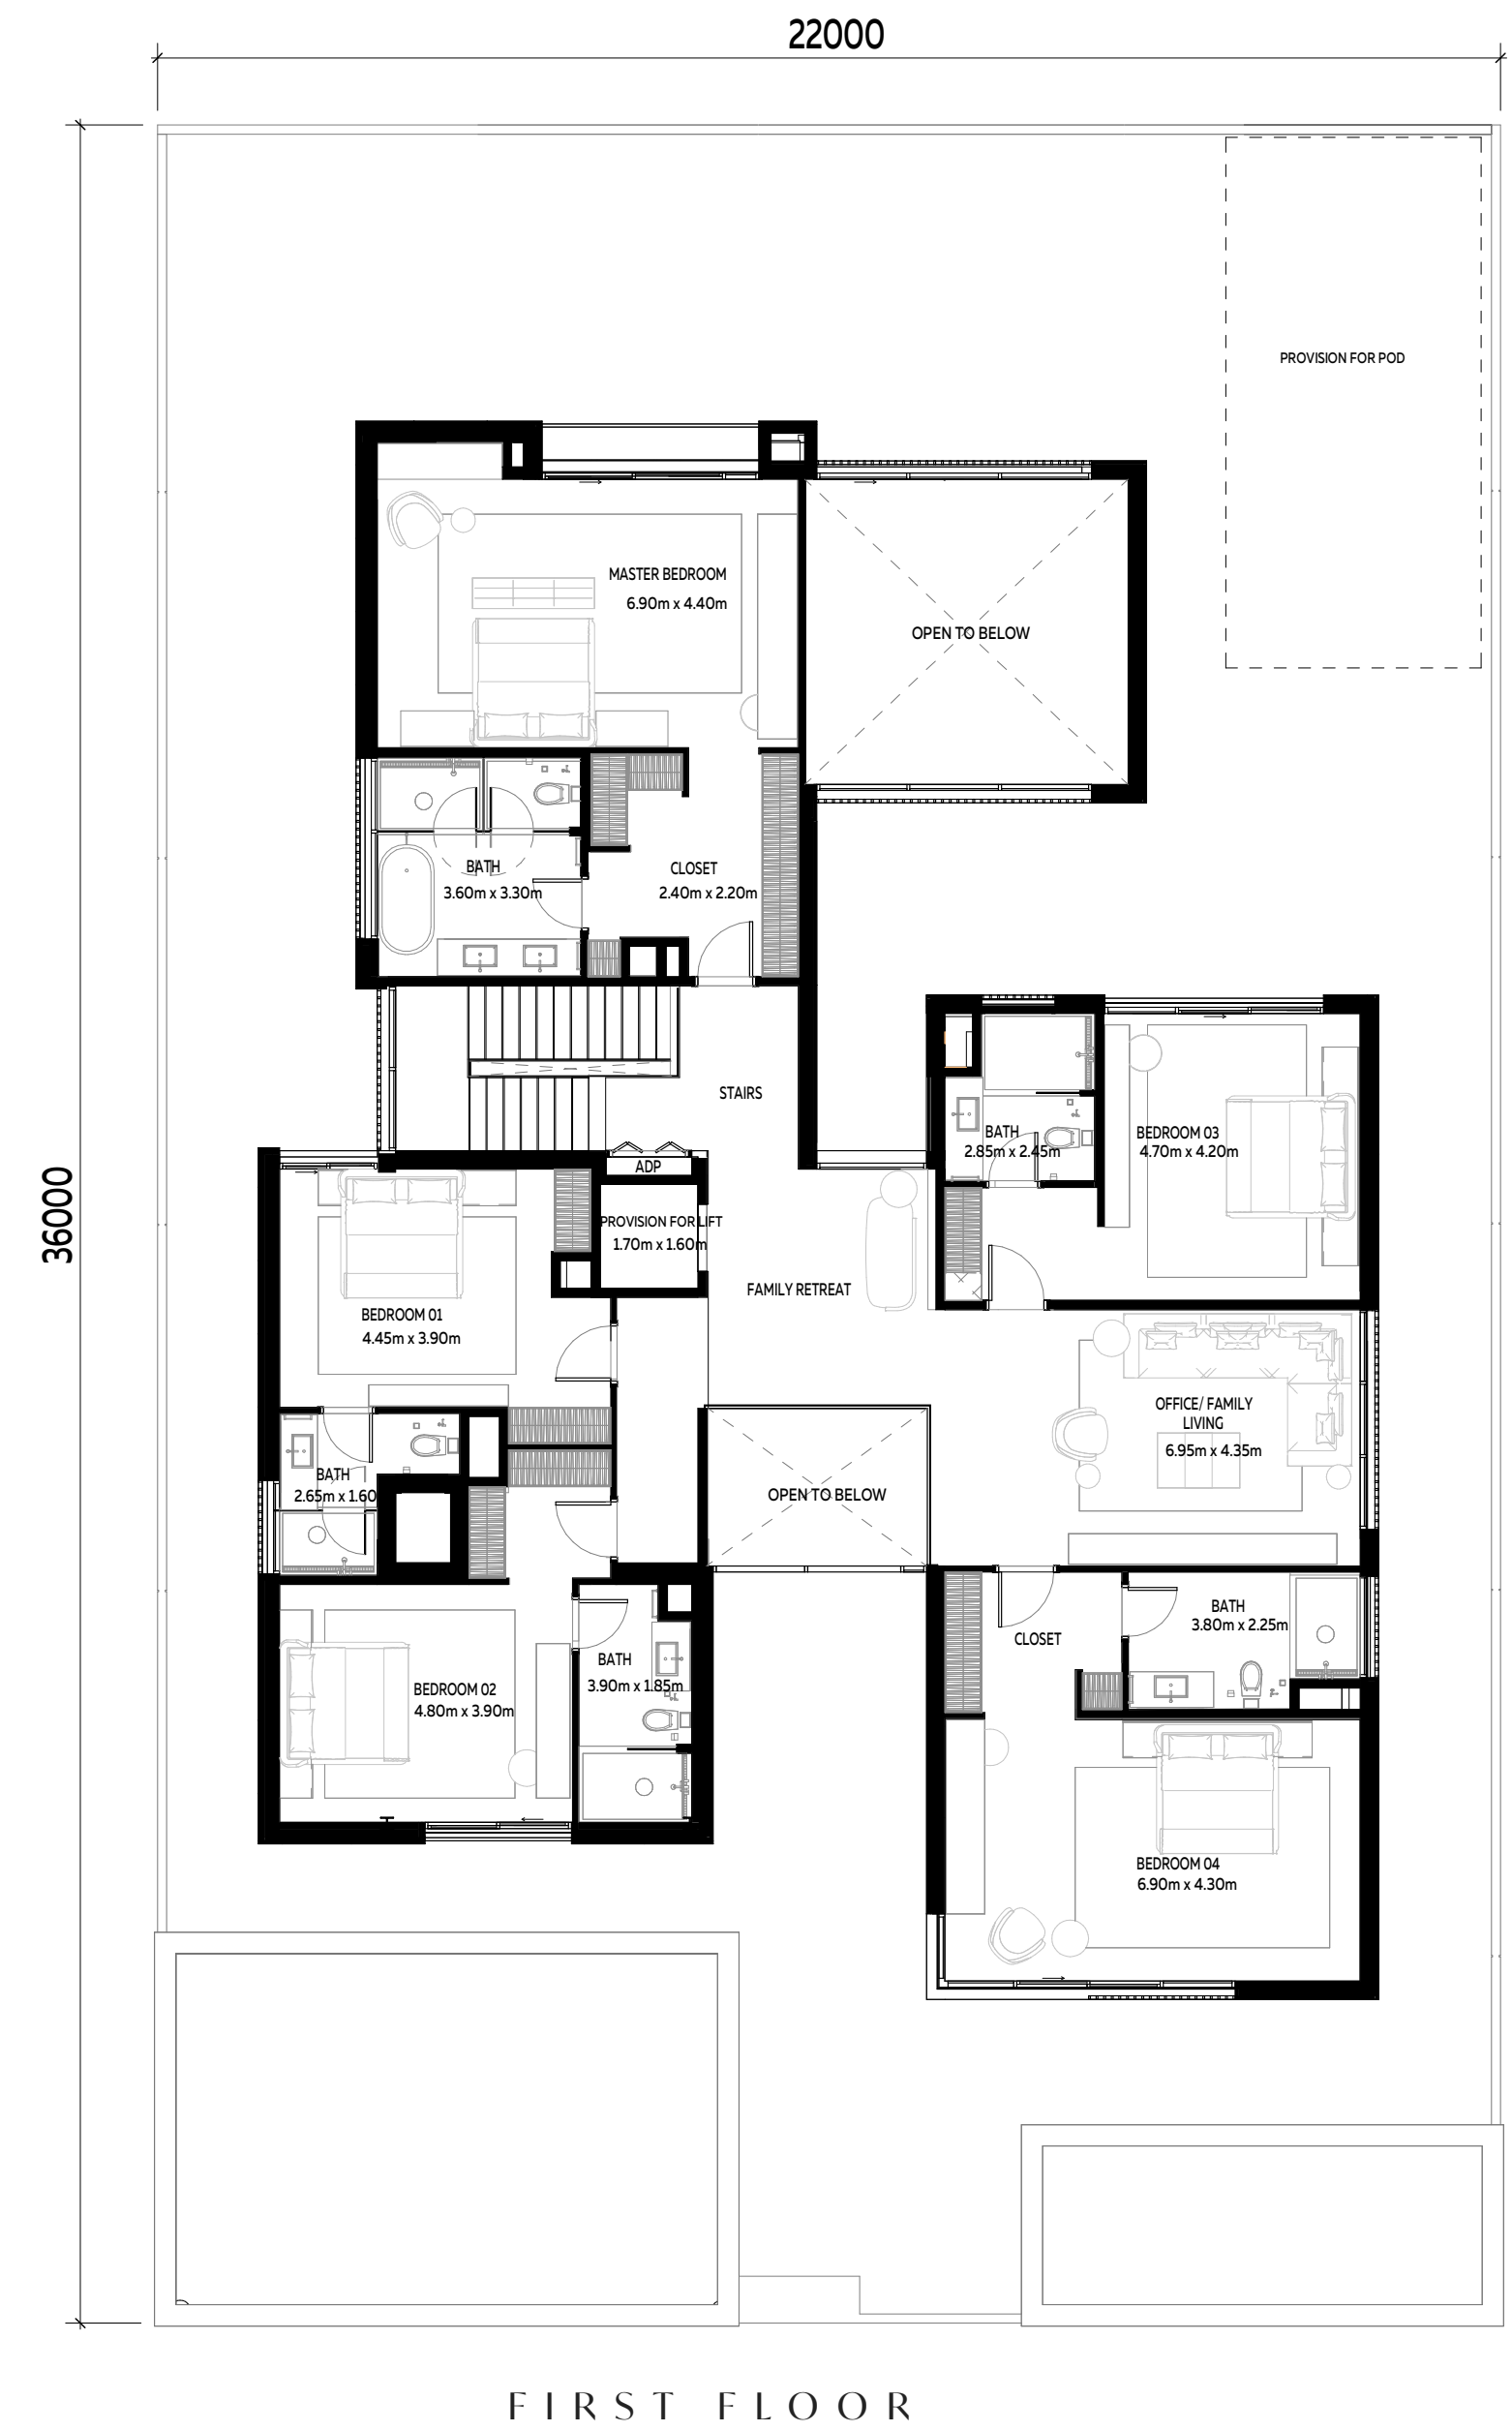 22000
36000
PROVISION FOR POD
MASTER BEDROOM
6.90m x 4.40m
OPEN TO BELOW
BATH
3.60m x 3.30m
CLOSET
2.40m x 2.20m
STAIRS
ADP
PROVISION FOR LIFT
1.70m x 1.60m
BATH
2.85m x 2.45m
BEDROOM 03
4.70m x 4.20m
FAMILY RETREAT
BEDROOM 01
4.45m x 3.90m
OFFICE/ FAMILY
LIVING
6.95m x 4.35m
BATH
2.65m x 1.60
OPEN TO BELOW
BATH
3.80m x 2.25m
CLOSET
BATH
3.90m x 1.85m
BEDROOM 02
4.80m x 3.90m
BEDROOM 04
6.90m x 4.30m
FIRST FLOOR